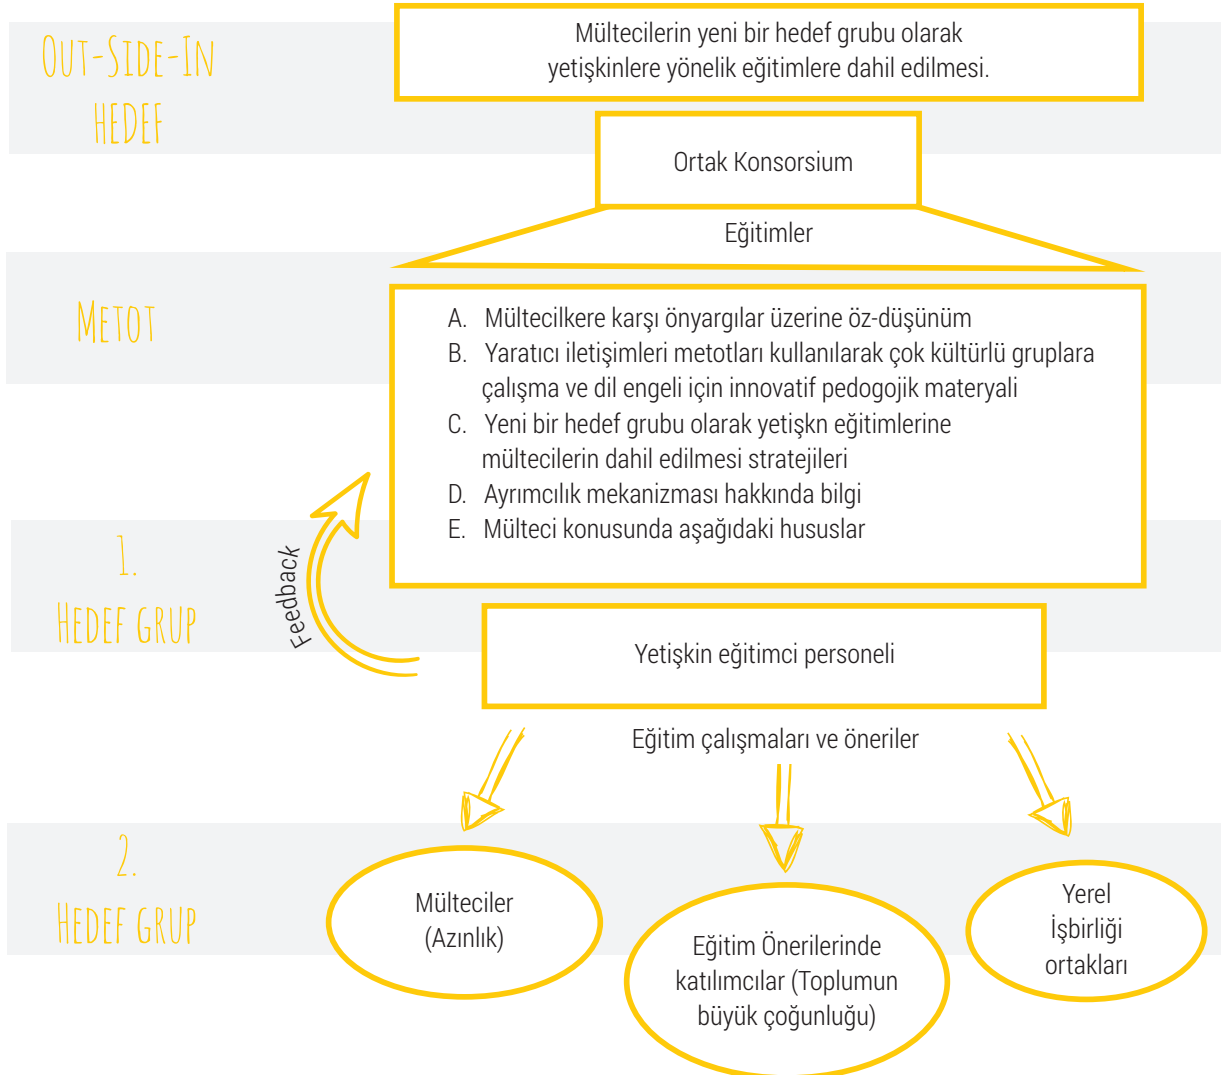 OUT-SIDE-IN
HEDEF
Mültecilerin yeni bir hedef grubu olarak
yetişkinlere yönelik eğitimlere dahil edilmesi.
Ortak Konsorsium
Eğitimler
METOT
A. Mültecilkere karşı önyargılar üzerine öz-düşünüm
B. Yaratıcı iletişimleri metotları kullanılarak çok kültürlü gruplara
çalışma ve dil engeli için innovatif pedogojik materyali
C. Yeni bir hedef grubu olarak yetişkn eğitimlerine
mültecilerin dahil edilmesi stratejileri
D. Ayrımcılık mekanizması hakkında bilgi
E. Mülteci konusunda aşağıdaki hususlar
Feedback
1.
HEDEF GRUP
Yetişkin eğitimci personeli
Eğitim çalışmaları ve öneriler
2.
HEDEF GRUP
Mülteciler
(Azınlık)
Eğitim Önerilerinde
katılımcılar (Toplumun
büyük çoğunluğu)
Yerel
İşbirliği
ortakları